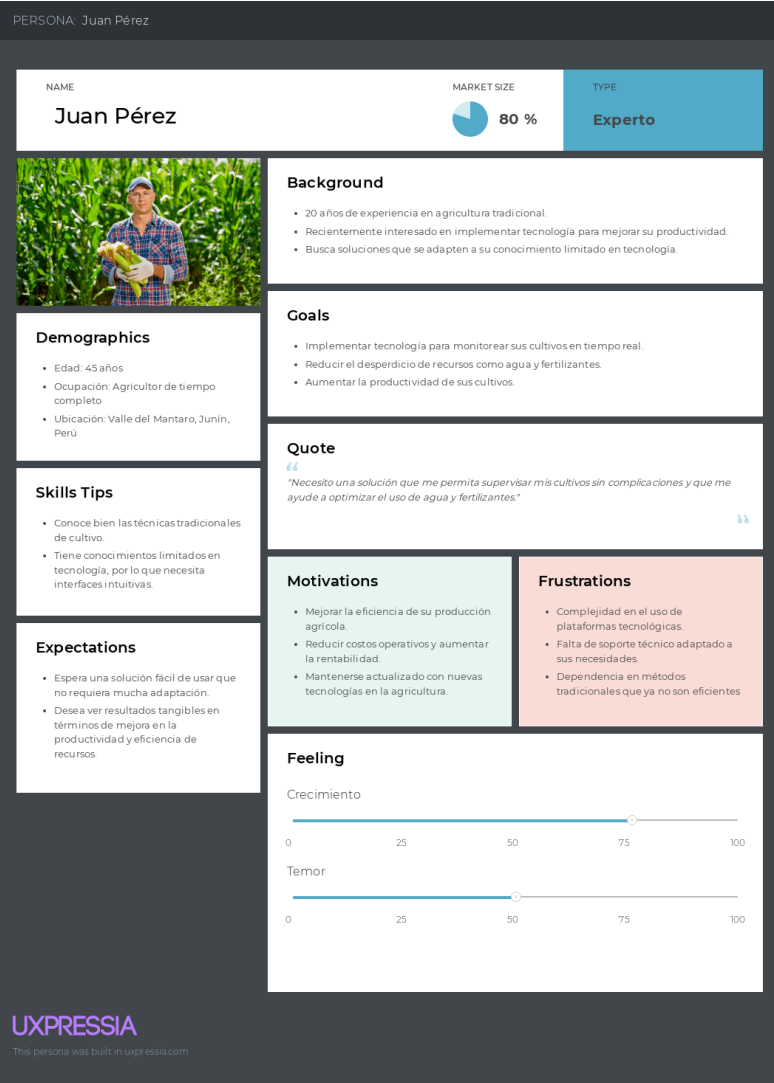 PERSONA: Juan Pérez
NAME
Juan Pérez
MARKET SIZE
80 %
TYPE
Experto
Background
• 20 años de experiencia en agricultura tradicional.
• Recientemente interesado en implementar tecnología para mejorar su productividad.
• Busca soluciones que se adapten a su conocimiento limitado en tecnología.
Demographics
• Edad: 45 años
• Ocupación: Agricultor de tiempo
completo
• Ubicación: Valle del Mantaro, Junín,
Perú
Goals
• Implementar tecnología para monitorear sus cultivos en tiempo real.
• Reducir el desperdicio de recursos como agua y fertilizantes.
• Aumentar la productividad de sus cultivos.
Quote
“
"Necesito una solución que me permita supervisar mis cultivos sin complicaciones y que me
ayude a optimizar el uso de agua y fertilizantes."
”
Skills Tips
• Conoce bien las técnicas tradicionales
de cultivo.
• Tiene conocimientos limitados en
tecnología, por lo que necesita
interfaces intuitivas.
Motivations
• Mejorar la eficiencia de su producción
agrícola.
• Reducir costos operativos y aumentar
la rentabilidad.
• Mantenerse actualizado con nuevas
tecnologías en la agricultura.
Frustrations
• Complejidad en el uso de
plataformas tecnológicas.
• Falta de soporte técnico adaptado a
sus necesidades.
• Dependencia en métodos
tradicionales que ya no son eficientes
Expectations
• Espera una solución fácil de usar que
no requiera mucha adaptación.
• Desea ver resultados tangibles en
términos de mejora en la
productividad y eficiencia de
recursos.
Feeling
Crecimiento
0 25 50 75 100
Temor
0 25 50 75 100
UXPRESSIA
This persona was built in uxpressia.com